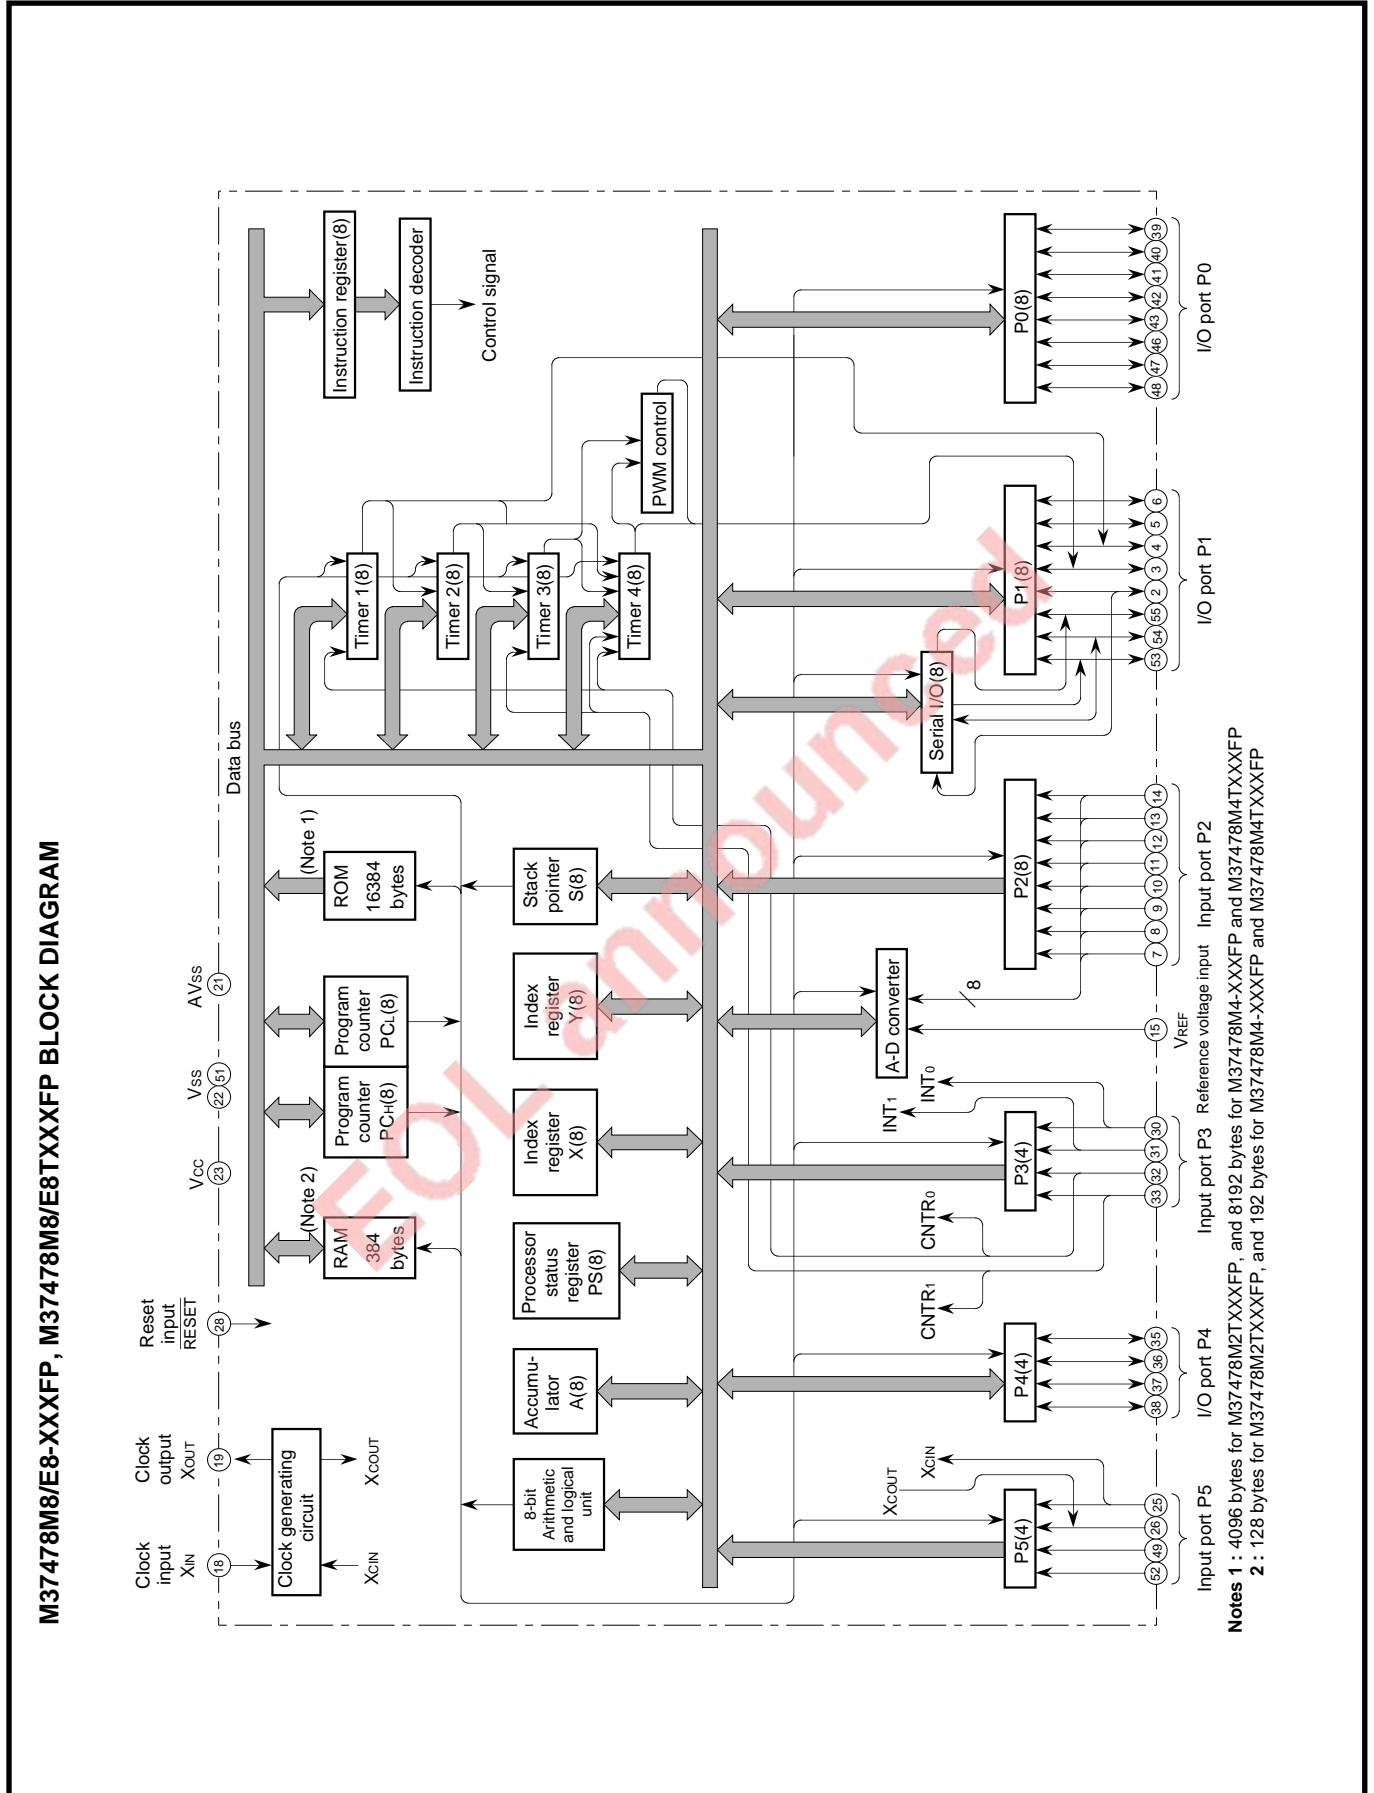 M37478M8/E8-XXXFP, M37478M8/E8TXXXFP BLOCK DIAGRAM
Clock
input
XIN
Clock
output
XOUT
Reset
input
RESET
VCC
VSS
AVSS
18
19
28
23
22
51
21
Data bus
Clock generating
circuit
XCIN
XCOUT
RAM
384
bytes
(Note 2)
Program
counter
PCH(8)
Program
counter
PCL(8)
ROM
16384
bytes
(Note 1)
Timer 1(8)
Timer 2(8)
Timer 3(8)
Timer 4(8)
PWM control
Instruction register(8)
Instruction decoder
Control signal
8-bit
Arithmetic
and logical
unit
Accumu-
lator
A(8)
Processor
status
register
PS(8)
Index
register
X(8)
Index
register
Y(8)
Stack
pointer
S(8)
XCOUT
XCIN
CNTR1
CNTR0
INT1
INT0
A-D converter
8
Serial I/O(8)
P5(4)
P4(4)
P3(4)
P2(8)
P1(8)
P0(8)
52
49
26
25
38
37
36
35
33
32
31
30
15
7
8
9
10
11
12
13
14
53
54
55
2
3
4
5
6
48
47
46
43
42
41
40
39
VREF
Input port P5
I/O port P4
Input port P3
Reference voltage input
Input port P2
I/O port P1
I/O port P0
Notes 1 : 4096 bytes for M37478M2TXXXFP, and 8192 bytes for M37478M4-XXXFP and M37478M4TXXXFP
2 : 128 bytes for M37478M2TXXXFP, and 192 bytes for M37478M4-XXXFP and M37478M4TXXXFP
EOL announced